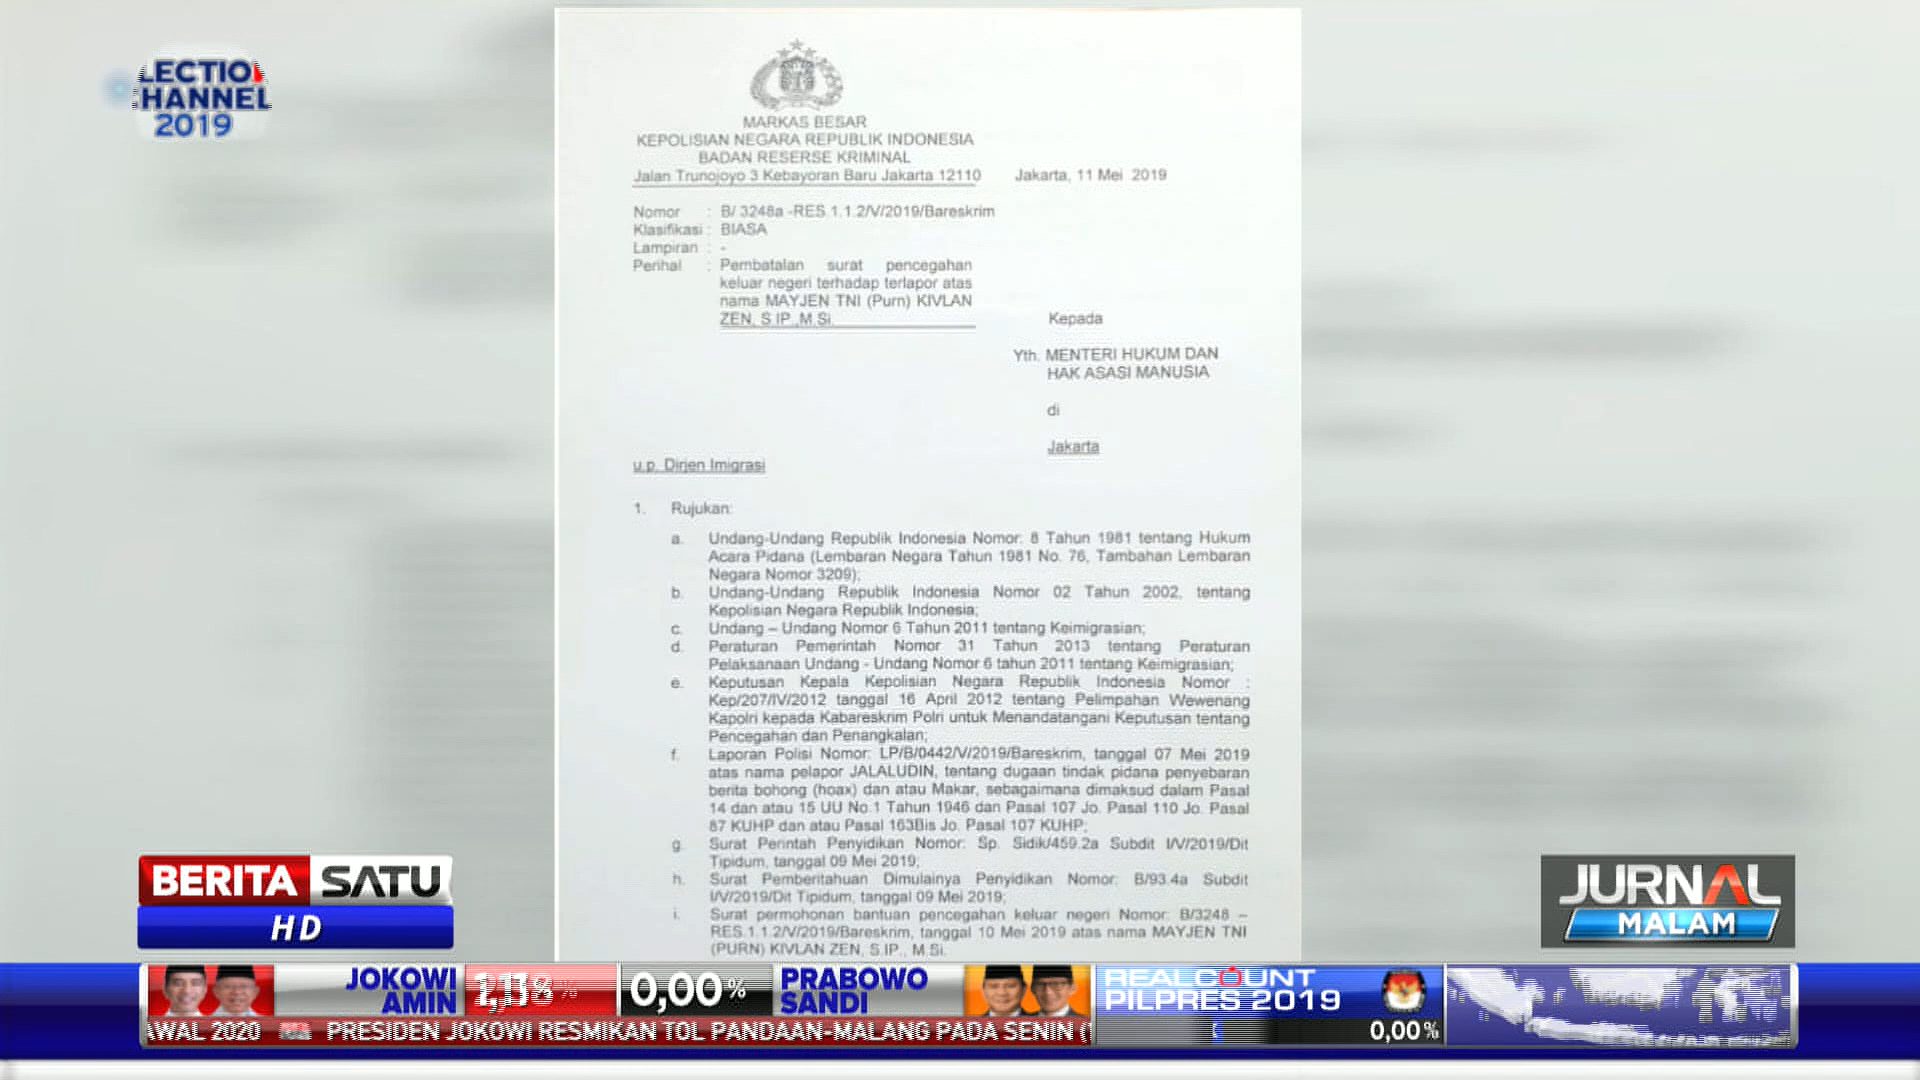 LECTIO
HANNEL
2019
MARKAS BESAR
KEPOLISIAN NEGARA REPUBLIK INDONESIA
BADAN RESERSE KRIMINAL
Jalan Trunojoyo 3 Kebayoran Baru Jakarta 12110
Jakarta, 11 Mei 2019
Nomor : B/ 3248a -RES.1.1.2/V/2019/Bareskrim
Klasifikasi : BIASA
Lampiran : -
Perihal : Pembatalan surat pencegahan
keluar negeri terhadap terlapor atas
nama MAYJEN TNI (Purn) KIVLAN
ZEN, S.IP.,M.Si.
Kepada
Yth. MENTERI HUKUM DAN
HAK ASASI MANUSIA
di
Jakarta
u.p. Dirjen Imigrasi
1. Rujukan:
a. Undang-Undang Republik Indonesia Nomor: 8 Tahun 1981 tentang Hukum
Acara Pidana (Lembaran Negara Tahun 1981 No. 76, Tambahan Lembaran
Negara Nomor 3209);
b. Undang-Undang Republik Indonesia Nomor 02 Tahun 2002, tentang
Kepolisian Negara Republik Indonesia;
c. Undang – Undang Nomor 6 Tahun 2011 tentang Keimigrasian;
d. Peraturan Pemerintah Nomor 31 Tahun 2013 tentang Peraturan
Pelaksanaan Undang - Undang Nomor 6 tahun 2011 tentang Keimigrasian;
e. Keputusan Kepala Kepolisian Negara Republik Indonesia Nomor :
Kep/207/IV/2012 tanggal 16 April 2012 tentang Pelimpahan Wewenang
Kapolri kepada Kabareskrim Polri untuk Menandatangani Keputusan tentang
Pencegahan dan Penangkalan;
f. Laporan Polisi Nomor: LP/B/0442/V/2019/Bareskrim, tanggal 07 Mei 2019
atas nama pelapor JALALUDIN, tentang dugaan tindak pidana penyebaran
berita bohong (hoax) dan atau Makar, sebagaimana dimaksud dalam Pasal
14 dan atau 15 UU No.1 Tahun 1946 dan Pasal 107 Jo. Pasal 110 Jo. Pasal
87 KUHP dan atau Pasal 163Bis Jo. Pasal 107 KUHP;
g. Surat Perintah Penyidikan Nomor: Sp. Sidik/459.2a Subdit I/V/2019/Dit
Tipidum, tanggal 09 Mei 2019;
h. Surat Pemberitahuan Dimulainya Penyidikan Nomor: B/93.4a Subdit
I/V/2019/Dit Tipidum, tanggal 09 Mei 2019;
i. Surat permohonan bantuan pencegahan keluar negeri Nomor: B/3248 –
RES.1.1.2/V/2019/Bareskrim, tanggal 10 Mei 2019 atas nama MAYJEN TNI
(PURN) KIVLAN ZEN, S.IP., M.Si.
BERITA SATU
HD
JURNAL
MALAM
JOKOWI
AMIN
0,00 %
PRABOWO
SANDI
REAL COUNT
PILPRES 2019
0,00 %
AWAL 2020 PRESIDEN JOKOWI RESMIKAN TOL PANDAAN-MALANG PADA SENIN (